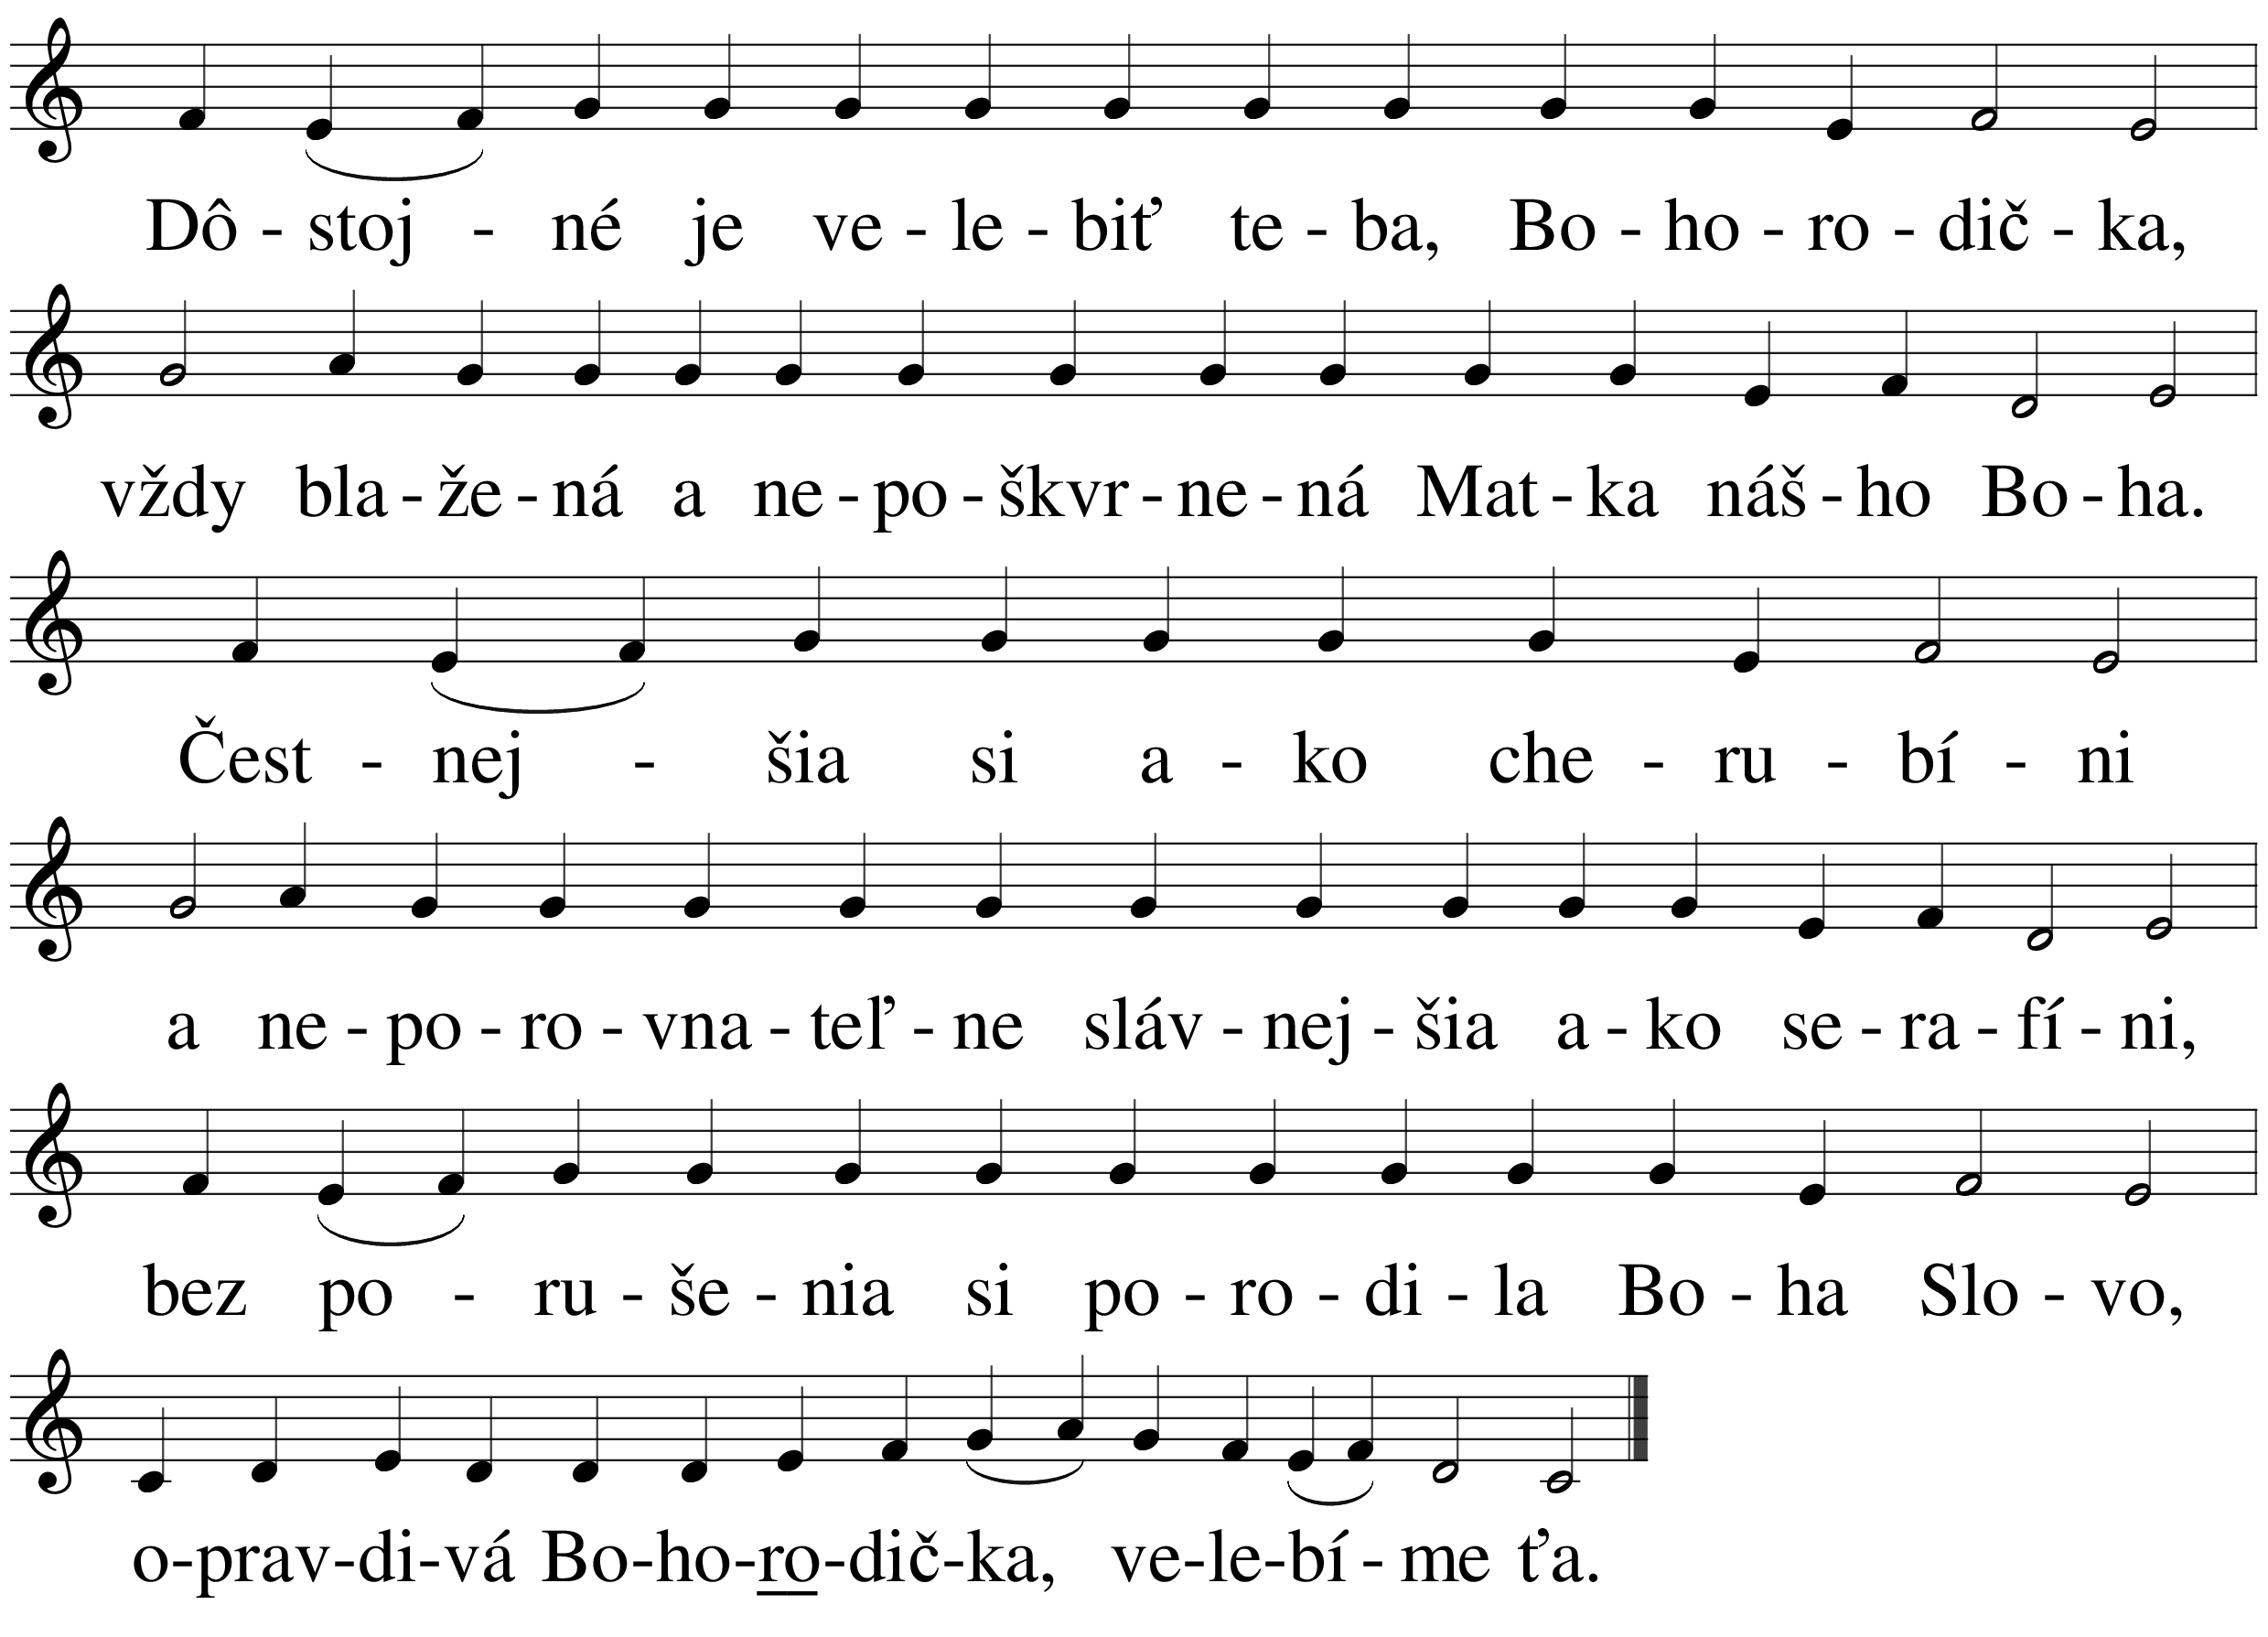 Dô - stoj - né je ve - le - biť te - ba, Bo - ho - ro - dič - ka,
vždy bla - že - ná a ne - po - škvr - ne - ná Mat - ka náš - ho Bo - ha.
Čest - nej - šia si a - ko che - ru - bí - ni
a ne - po - ro - vna - teľ - ne sláv - nej - šia a - ko se - ra - fí - ni,
bez po - ru - še - nia si po - ro - di - la Bo - ha Slo - vo,
o-prav-di-vá Bo-ho-ro-dič-ka, ve-le-bí - me ťa.